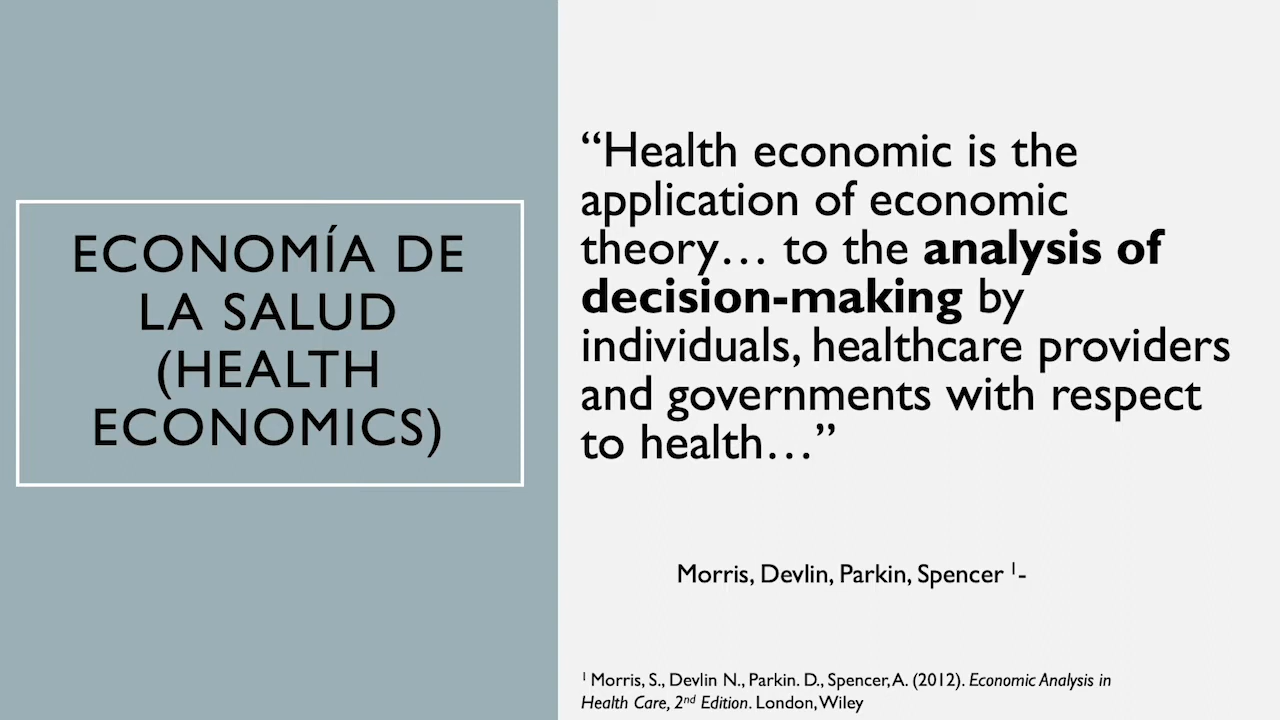 ECONOMÍA DE
LA SALUD
(HEALTH
ECONOMICS)
“Health economic is the
application of economic
theory… to the analysis of
decision-making by
individuals, healthcare providers
and governments with respect
to health…”
Morris, Devlin, Parkin, Spencer ¹-
¹ Morris, S., Devlin N., Parkin. D., Spencer, A. (2012). Economic Analysis in
Health Care, 2nd Edition. London, Wiley